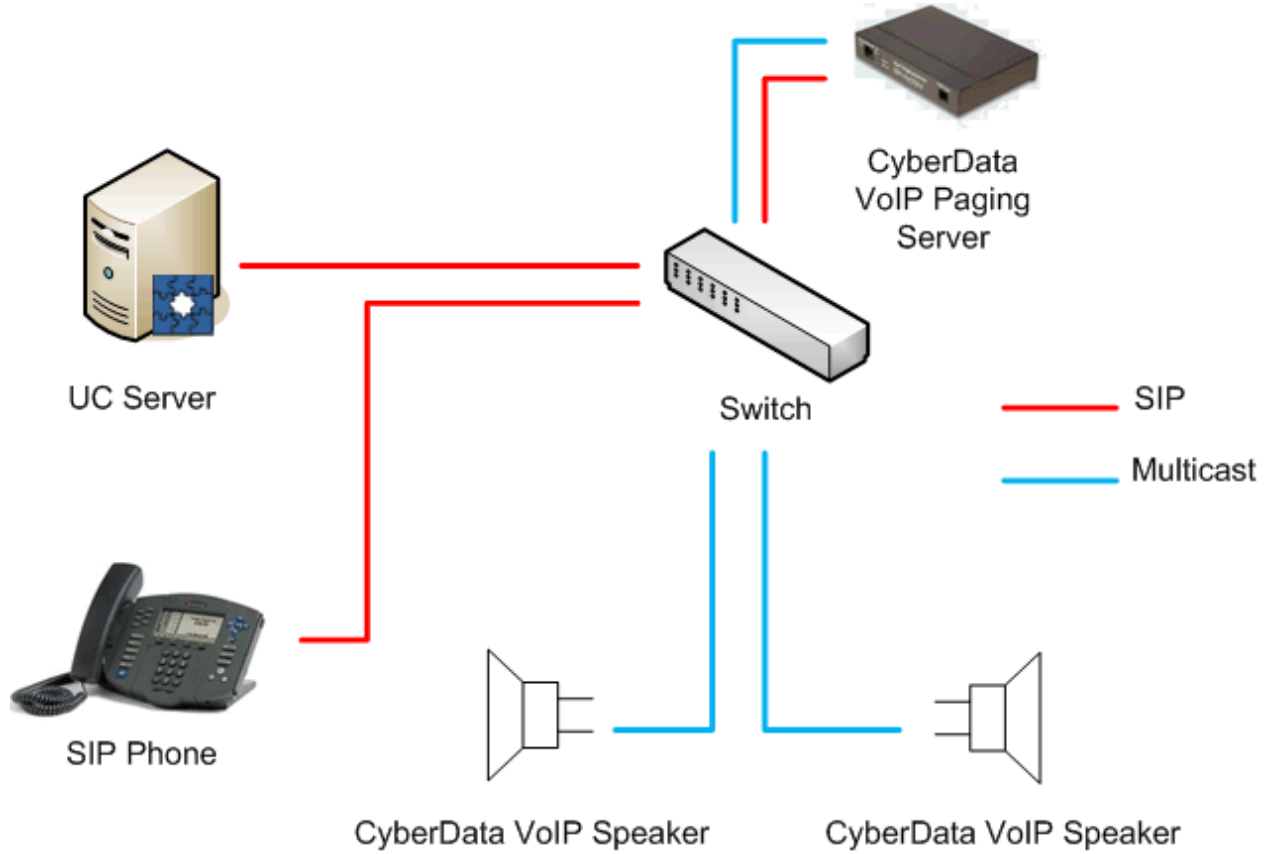 CyberData
VoIP Paging
Server
UC Server
Switch
SIP
Multicast
SIP Phone
CyberData VoIP Speaker
CyberData VoIP Speaker